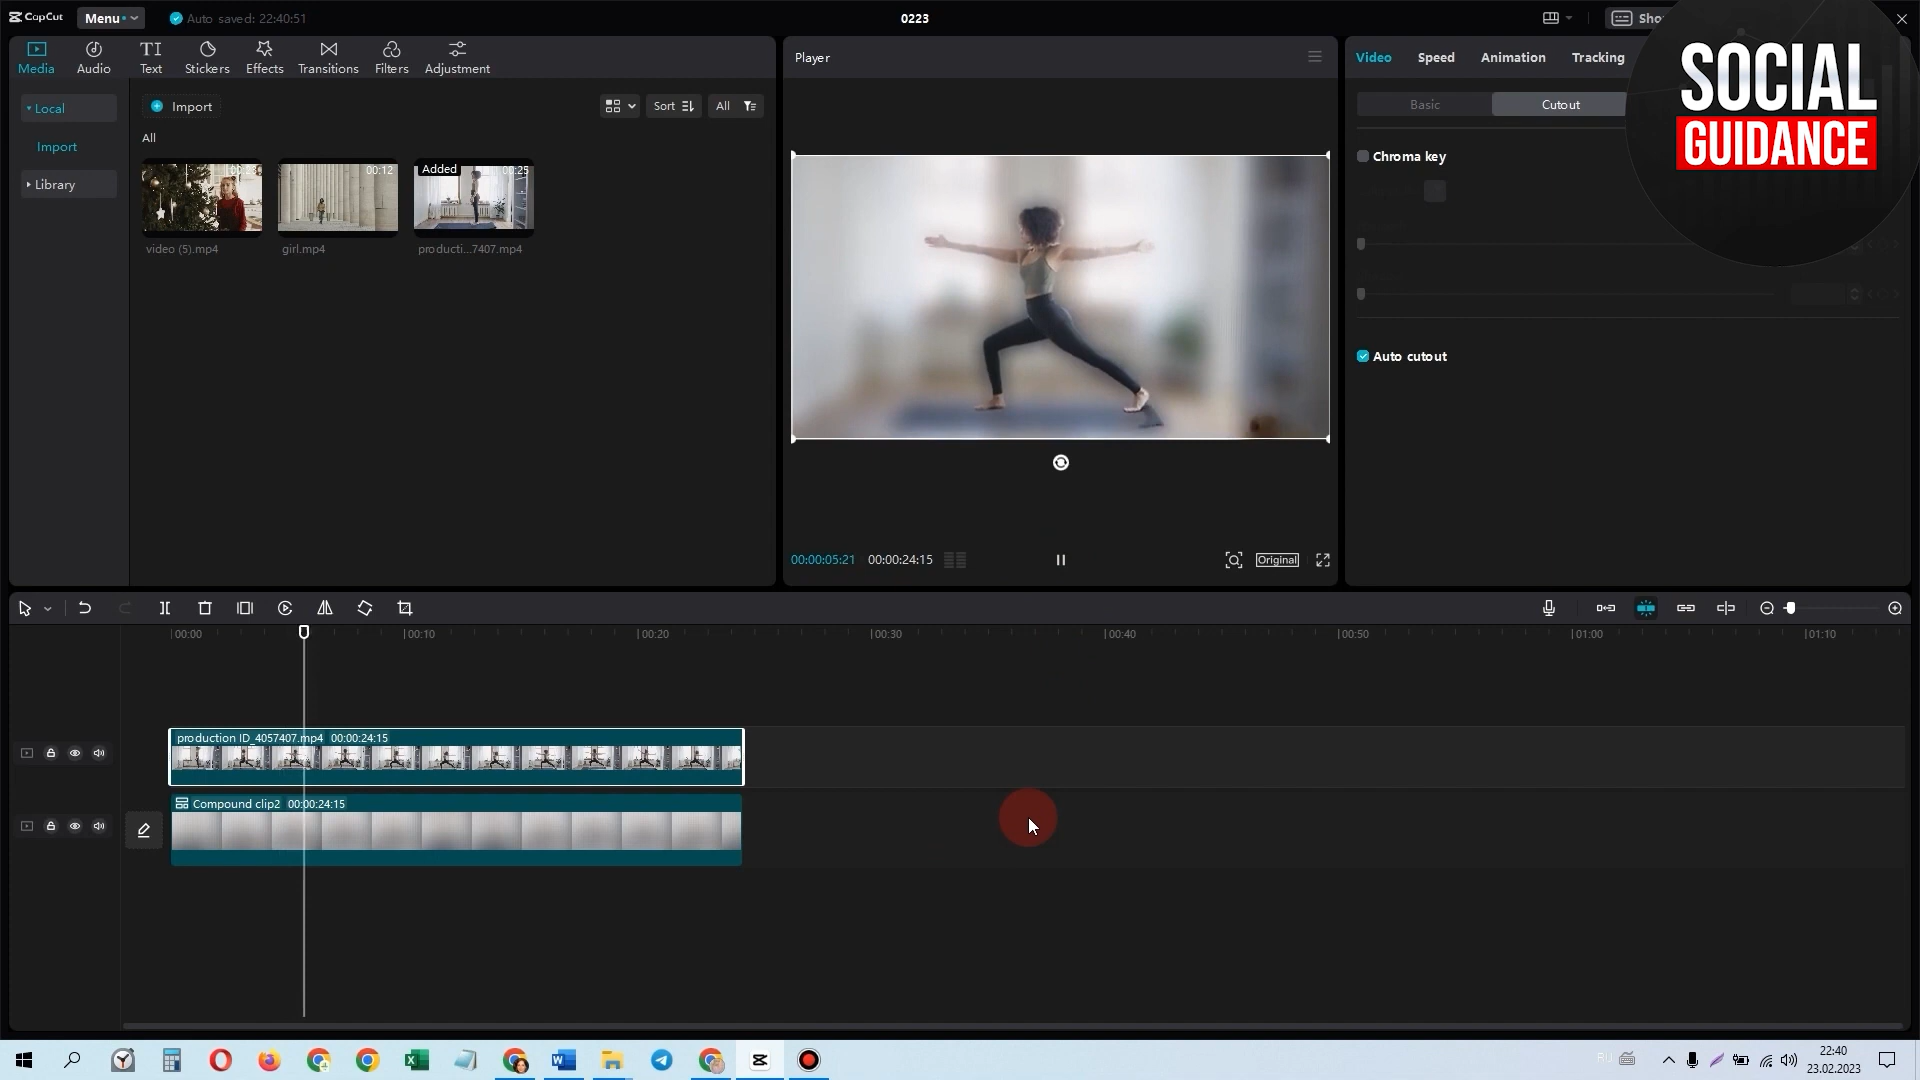 CapCut Menu Auto saved: 22:40:51 0223
Media Audio Text Stickers Effects Transitions Filters Adjustment
Local
Import
Library
Import
Sort All
All
00:12
Added 00:25
video (5).mp4 girl.mp4 producti...7407.mp4
Player
00:00:05:21 00:00:24:15
Original
Video Speed Animation Tracking
Basic Cutout
Chroma key
Auto cutout
SOCIAL
GUIDANCE
00:00 00:10 00:20 00:30 00:40 00:50 01:00 01:10
production ID_4057407.mp4 00:00:24:15
Compound clip2 00:00:24:15
22:40
23.02.2023